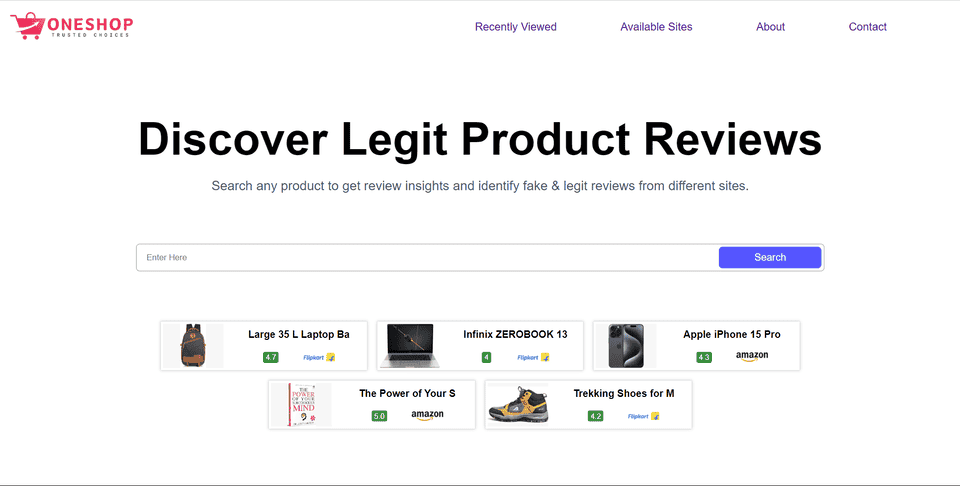 ONESHOP
TRUSTED CHOICES
Recently Viewed
Available Sites
About
Contact
Discover Legit Product Reviews
Search any product to get review insights and identify fake & legit reviews from different sites.
Enter Here
Search
Large 35 L Laptop Ba
4.7
Flipkart
Infinix ZEROBOOK 13
4
Flipkart
Apple iPhone 15 Pro
4.3
amazon
THE
POWER
OF YOUR
SUBCONSCIOUS
MIND
The Power of Your S
5.0
amazon
Trekking Shoes for M
4.2
Flipkart